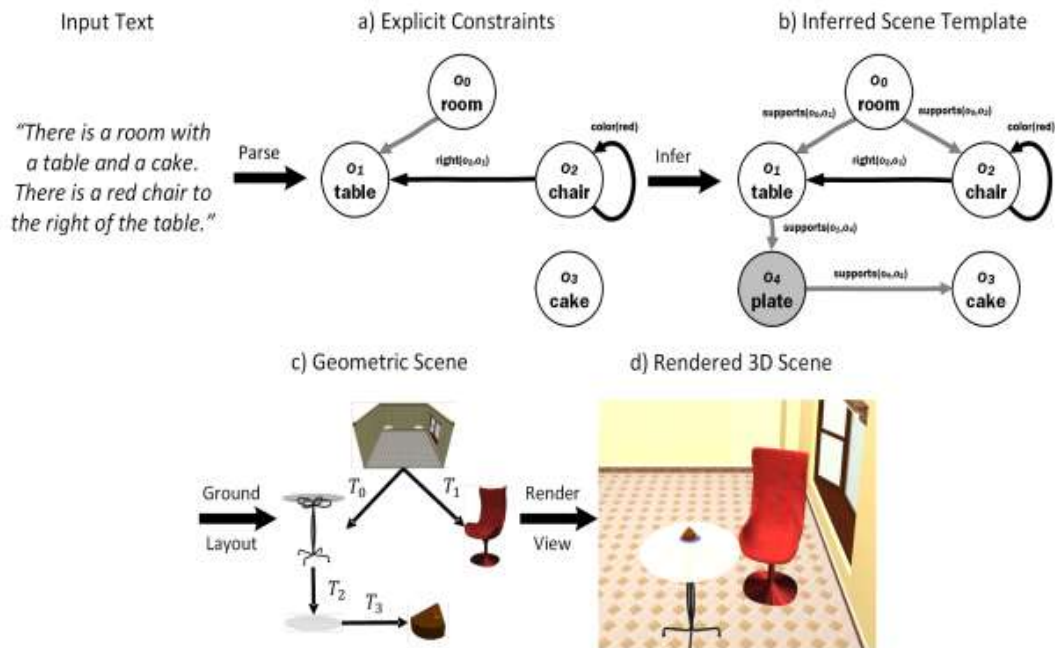 Input Text
a) Explicit Constraints
b) Inferred Scene Template
"There is a room with
a table and a cake.
There is a red chair to
the right of the table."
Parse
o₀
room
o₁
table
right(o₂,o₁)
color(red)
o₂
chair
o₃
cake
Infer
o₀
room
supports(o₀,o₁)
supports(o₀,o₂)
color(red)
o₁
table
right(o₂,o₁)
o₂
chair
o₄
plate
supports(o₄,o₃)
o₃
cake
c) Geometric Scene
d) Rendered 3D Scene
Ground
Layout
T₀
T₁
T₂
T₃
Render
View